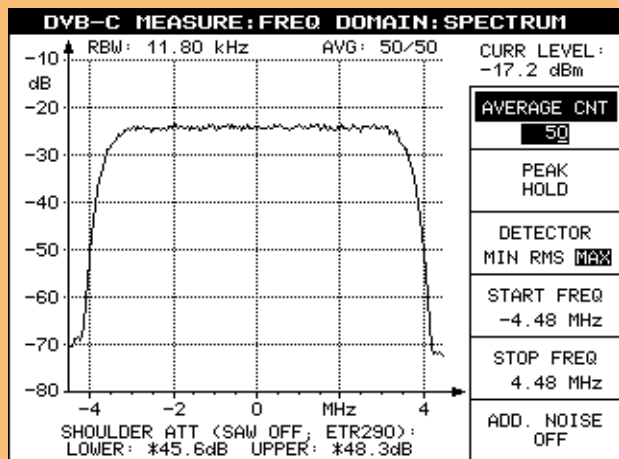 DVB-C MEASURE:FREQ DOMAIN:SPECTRUM
RBW: 11.80 kHz AVG: 50/50
CURR LEVEL:
-17.2 dBm
-10
dB
-20
-30
-40
-50
-60
-70
-80
-4 -2 0 MHz 4
SHOULDER ATT (SAW OFF; ETR290):
LOWER: *45.6dB UPPER: *48.3dB
AVERAGE CNT
50
PEAK
HOLD
DETECTOR
MIN RMS MAX
START FREQ
-4.48 MHz
STOP FREQ
4.48 MHz
ADD. NOISE
OFF